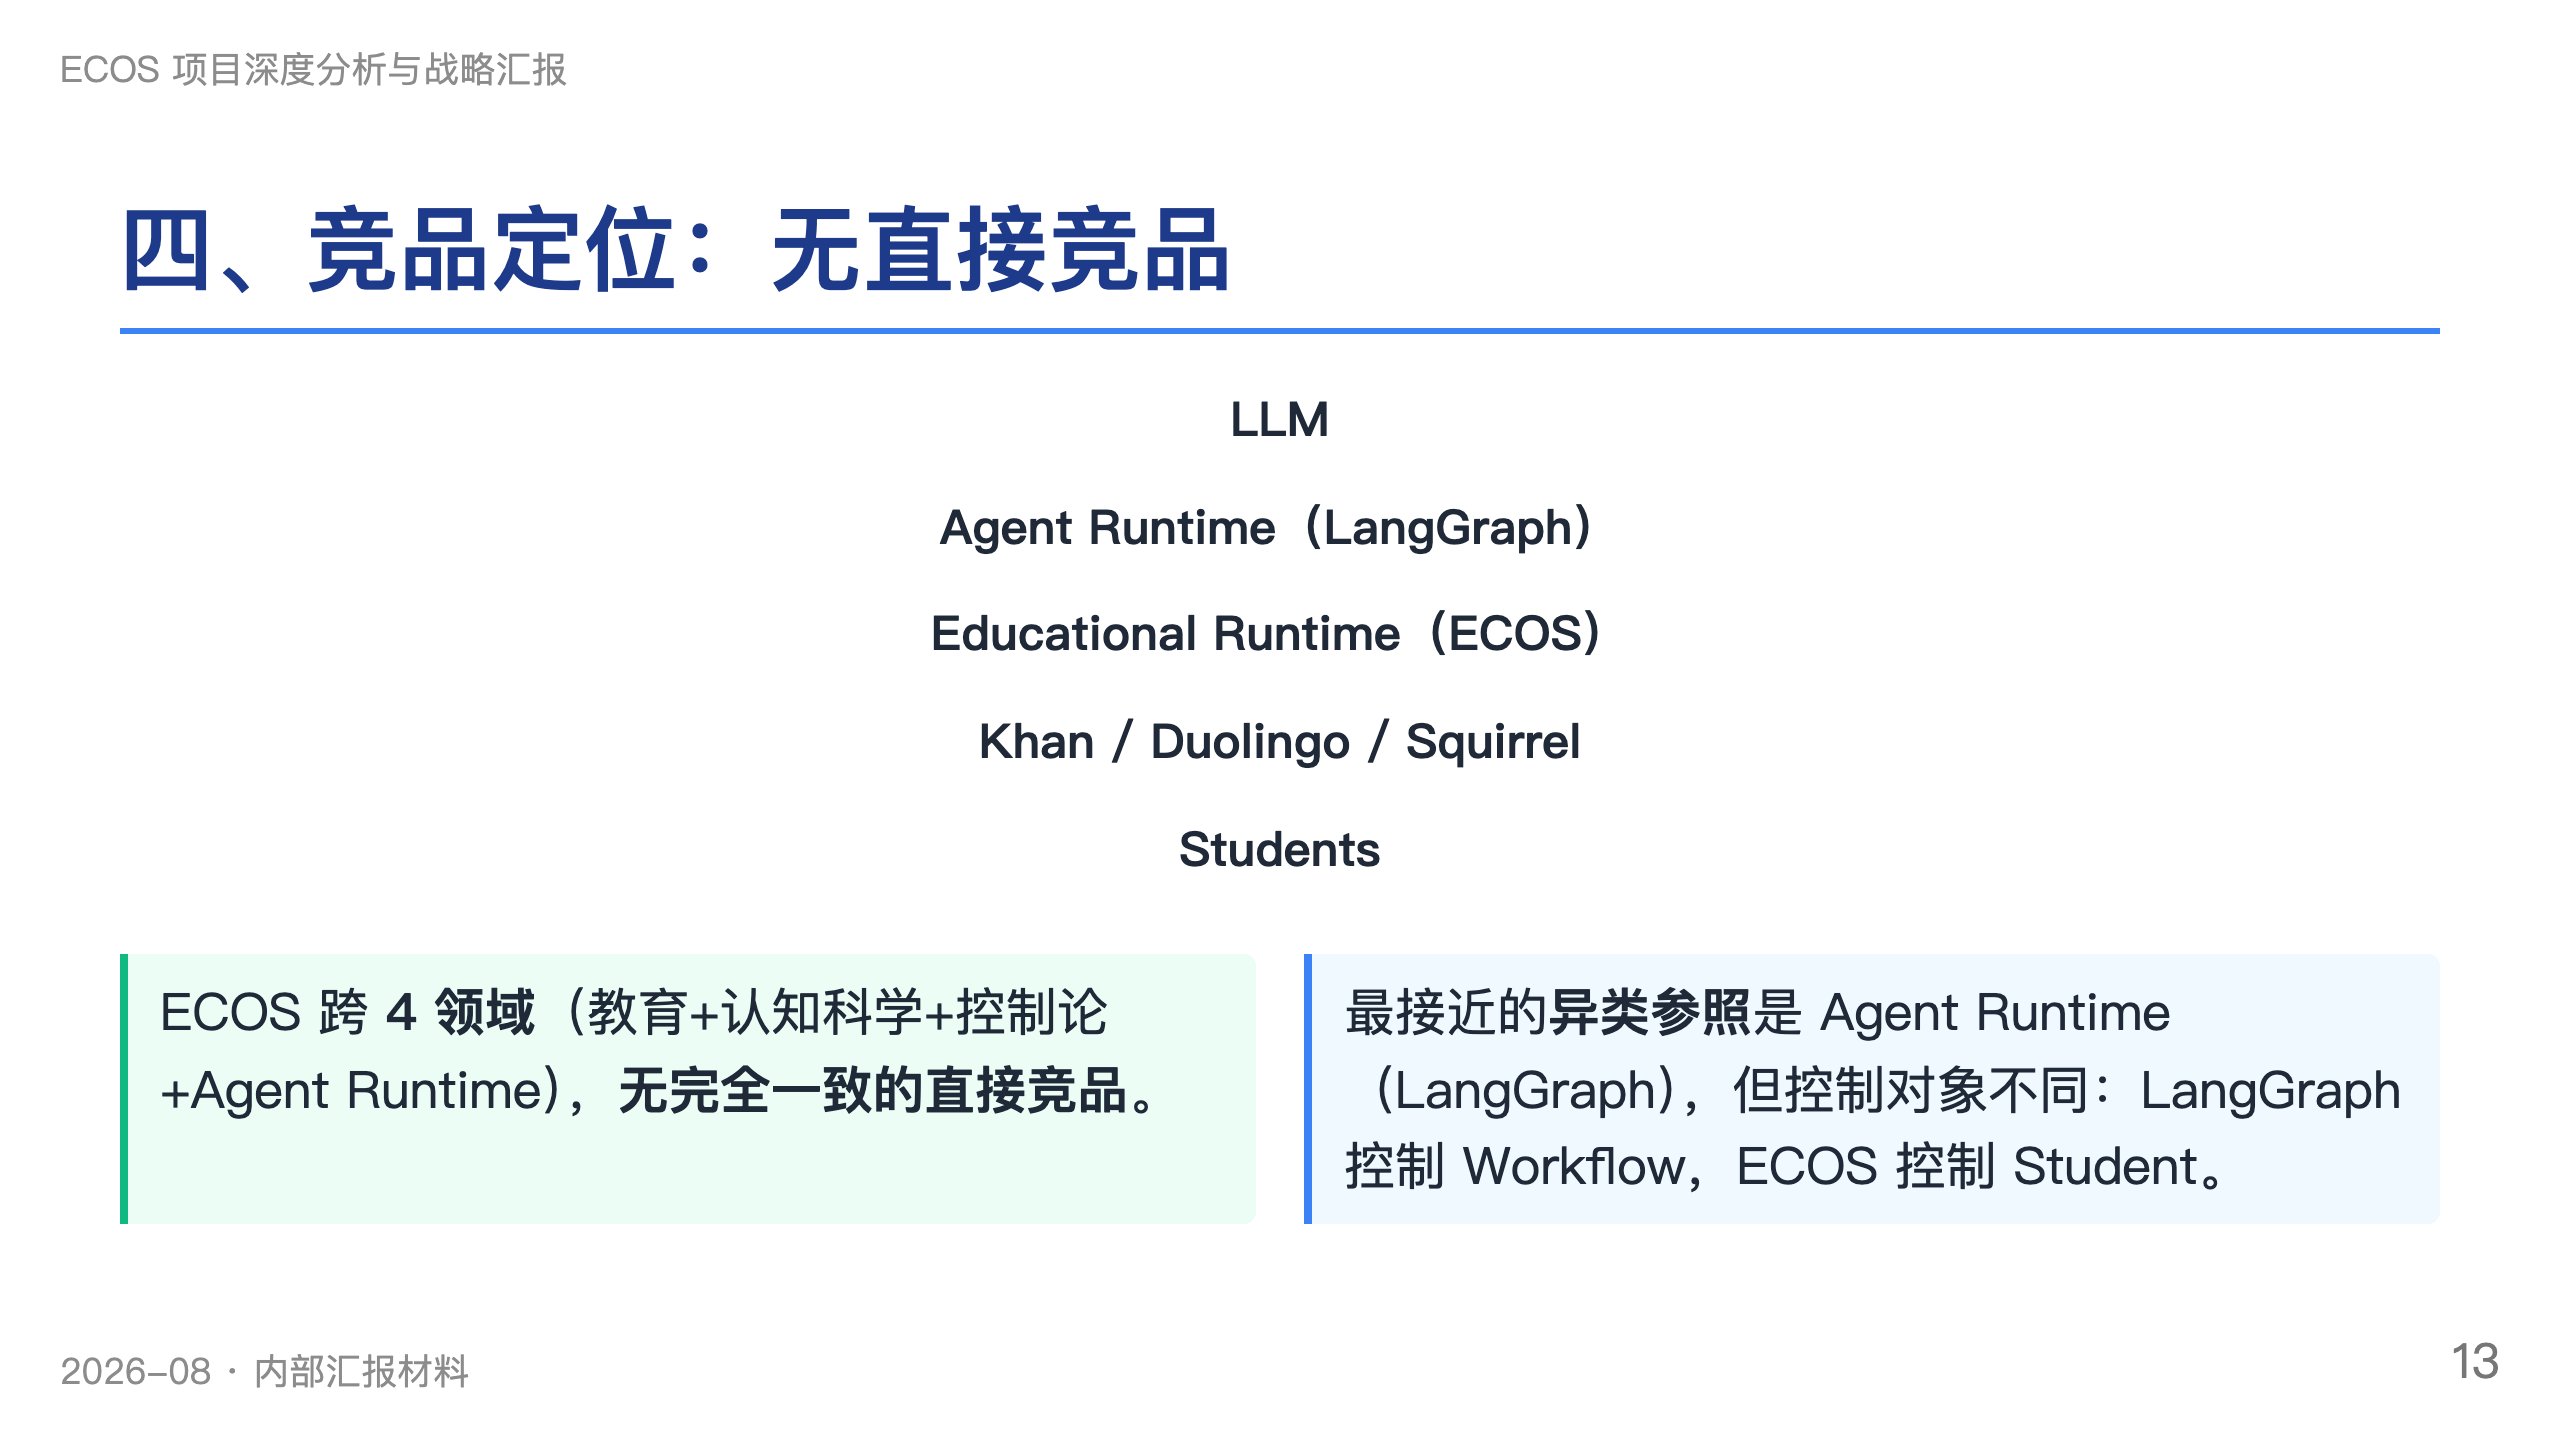 ECOS 项目深度分析与战略汇报
四、竞品定位：无直接竞品
LLM
Agent Runtime（LangGraph）
Educational Runtime（ECOS）
Khan / Duolingo / Squirrel
Students
ECOS 跨 4 领域（教育+认知科学+控制论
+Agent Runtime），无完全一致的直接竞品。
最接近的异类参照是 Agent Runtime
（LangGraph），但控制对象不同：LangGraph
控制 Workflow，ECOS 控制 Student。
2026-08 · 内部汇报材料
13